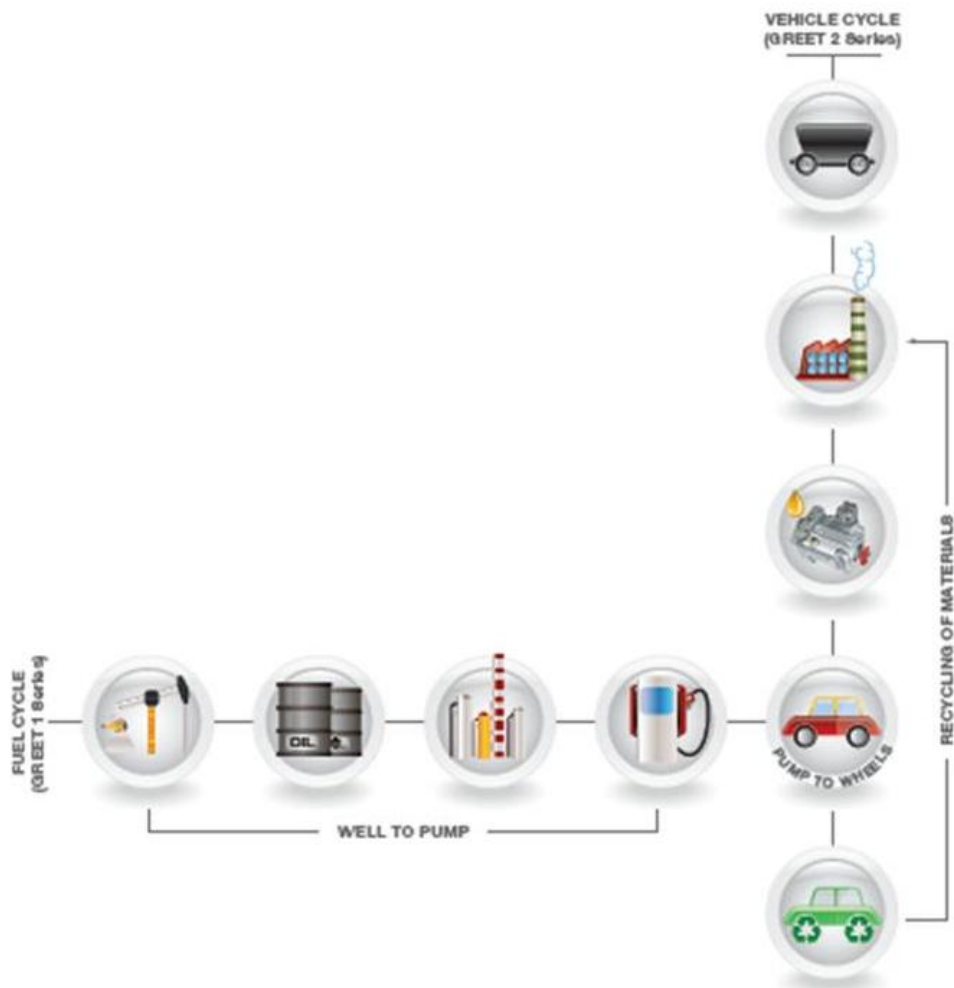 VEHICLE CYCLE
(GREET 2 Series)
RECYCLING OF MATERIALS
FUEL CYCLE
(GREET 1 Series)
OIL
PUMP TO WHEELS
WELL TO PUMP